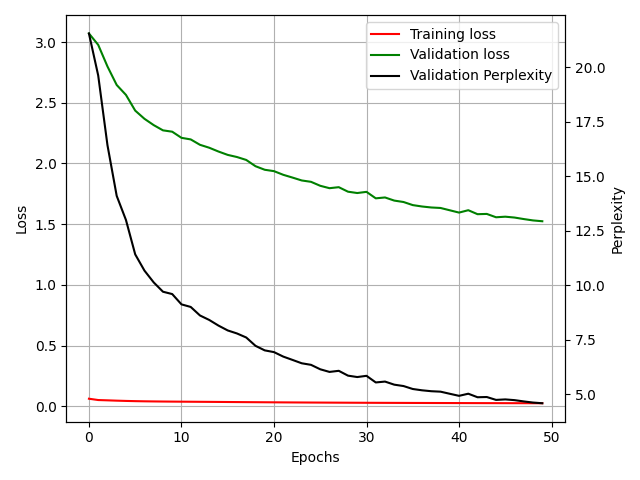 Training loss
Validation loss
Validation Perplexity
3.0
2.5
2.0
1.5
1.0
0.5
0.0
Loss
20.0
17.5
15.0
12.5
10.0
7.5
5.0
Perplexity
0 10 20 30 40 50
Epochs